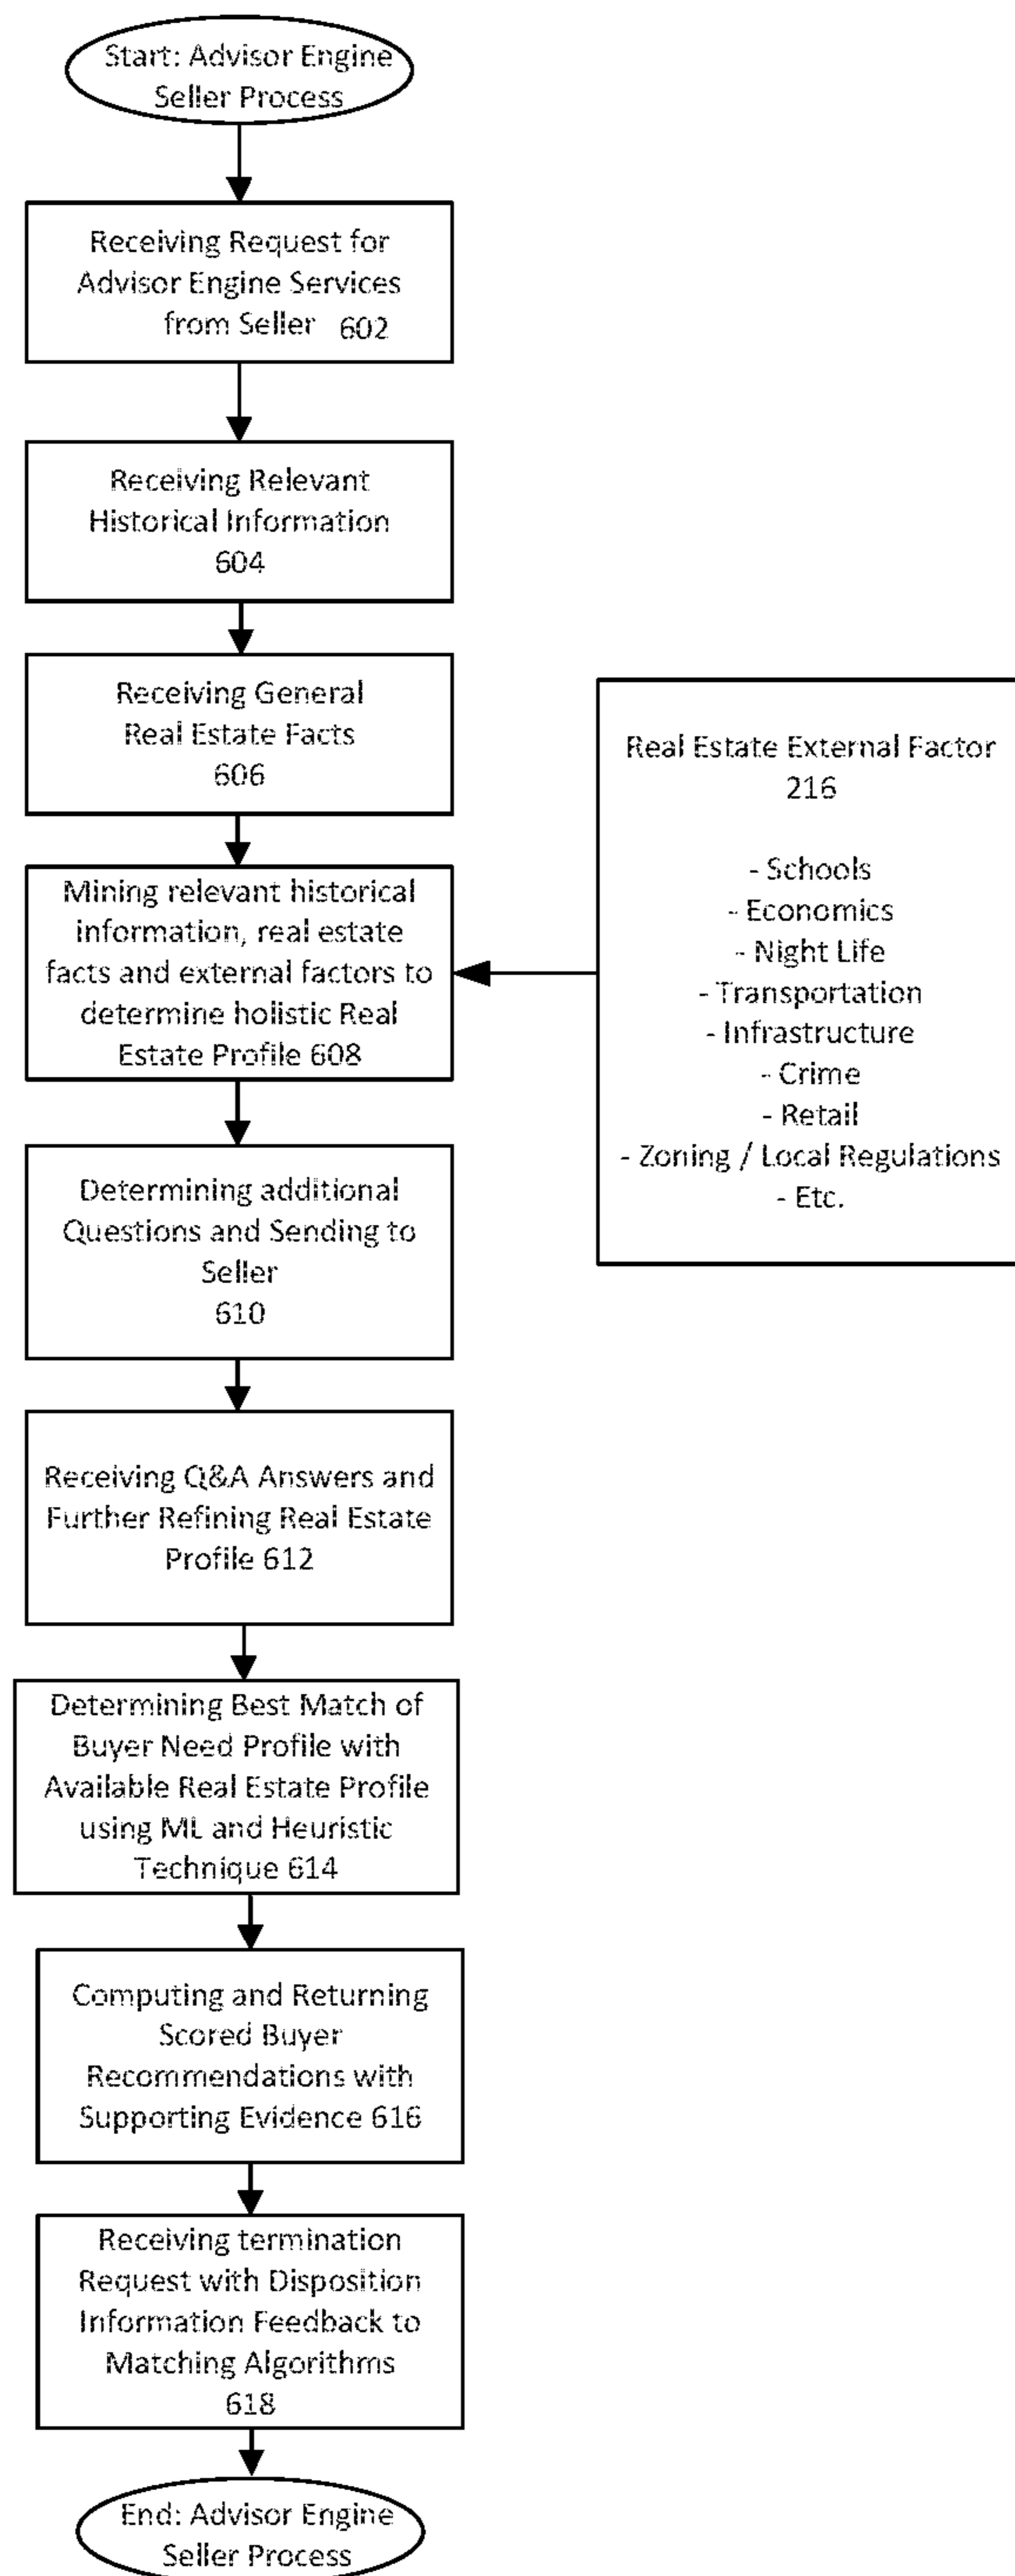 Start: Advisor Engine
Seller Process
Receiving Request for
Advisor Engine Services
from Seller 602
Receiving Relevant
Historical Information
604
Receiving General
Real Estate Facts
606
Real Estate External Factor
216
- Schools
- Economics
- Night Life
- Transportation
- Infrastructure
- Crime
- Retail
- Zoning / Local Regulations
- Etc.
Mining relevant historical
information, real estate
facts and external factors to
determine holistic Real
Estate Profile 608
Determining additional
Questions and Sending to
Seller
610
Receiving Q&A Answers and
Further Refining Real Estate
Profile 612
Determining Best Match of
Buyer Need Profile with
Available Real Estate Profile
using ML and Heuristic
Technique 614
Computing and Returning
Scored Buyer
Recommendations with
Supporting Evidence 616
Receiving termination
Request with Disposition
Information Feedback to
Matching Algorithms
618
End: Advisor Engine
Seller Process